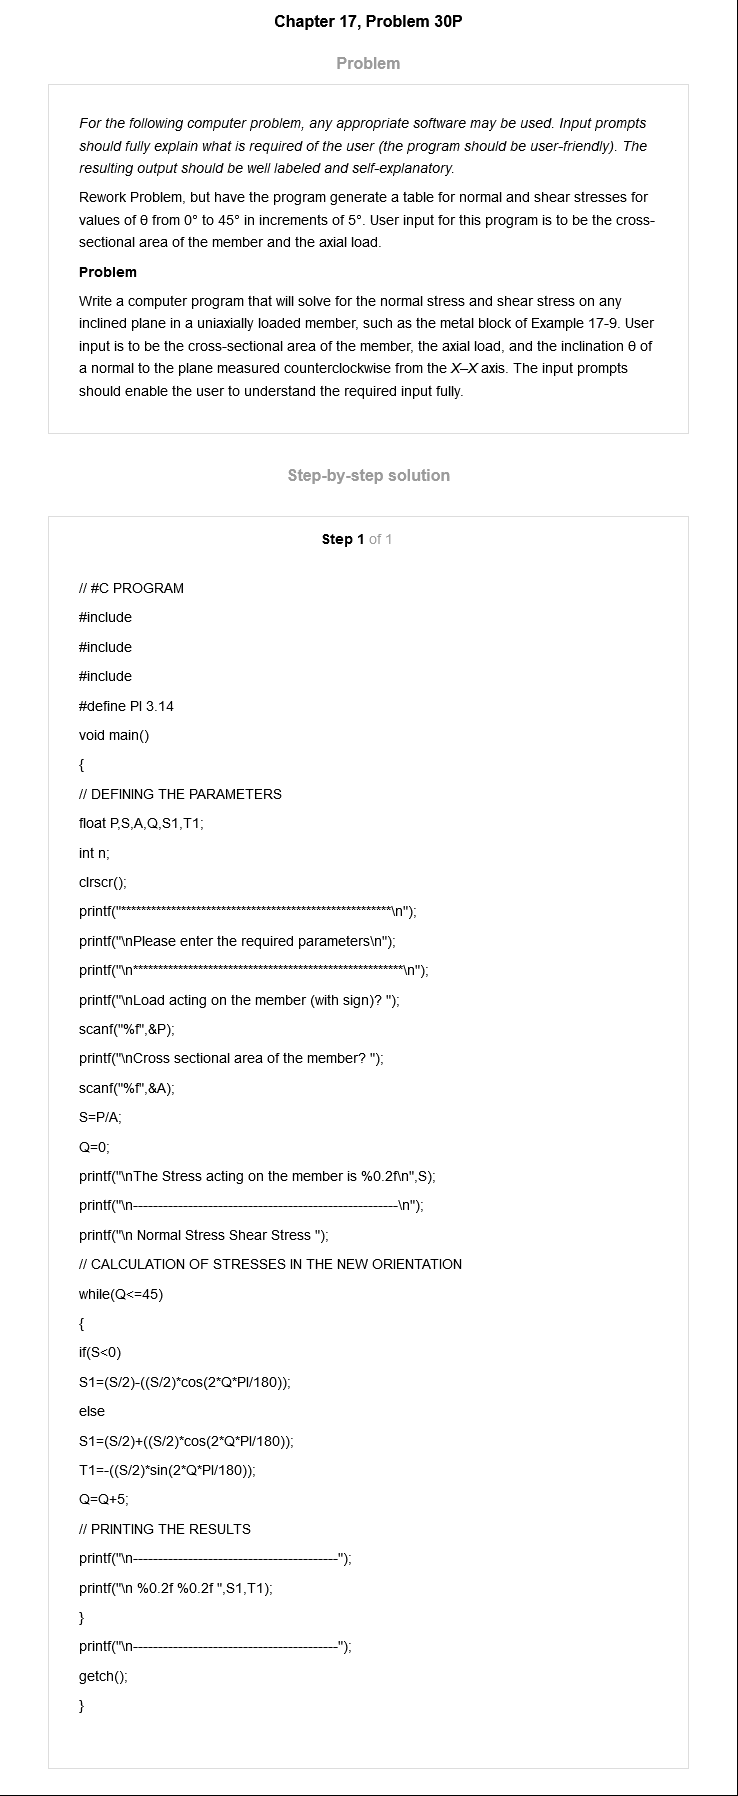 Chapter 17, Problem 30P
Problem
For the following computer problem, any appropriate software may be used. Input prompts
should fully explain what is required of the user (the program should be user-friendly). The
resulting output should be well labeled and self-explanatory.
Rework Problem, but have the program generate a table for normal and shear stresses for
values of θ from 0° to 45° in increments of 5°. User input for this program is to be the cross-
sectional area of the member and the axial load.
Problem
Write a computer program that will solve for the normal stress and shear stress on any
inclined plane in a uniaxially loaded member, such as the metal block of Example 17-9. User
input is to be the cross-sectional area of the member, the axial load, and the inclination θ of
a normal to the plane measured counterclockwise from the X–X axis. The input prompts
should enable the user to understand the required input fully.
Step-by-step solution
Step 1 of 1
// #C PROGRAM
#include
#include
#include
#define PI 3.14
void main()
{
// DEFINING THE PARAMETERS
float P,S,A,Q,S1,T1;
int n;
clrscr();
printf("******************************************************\n");
printf("\nPlease enter the required parameters\n");
printf("\n******************************************************\n");
printf("\nLoad acting on the member (with sign)? ");
scanf("%f",&P);
printf("\nCross sectional area of the member? ");
scanf("%f",&A);
S=P/A;
Q=0;
printf("\nThe Stress acting on the member is %0.2f\n",S);
printf("\n-----------------------------------------------------\n");
printf("\n Normal Stress Shear Stress ");
// CALCULATION OF STRESSES IN THE NEW ORIENTATION
while(Q<=45)
{
if(S<0)
S1=(S/2)-((S/2)*cos(2*Q*PI/180));
else
S1=(S/2)+((S/2)*cos(2*Q*PI/180));
T1=-((S/2)*sin(2*Q*PI/180));
Q=Q+5;
// PRINTING THE RESULTS
printf("\n-----------------------------------------");
printf("\n %0.2f %0.2f ",S1,T1);
}
printf("\n-----------------------------------------");
getch();
}